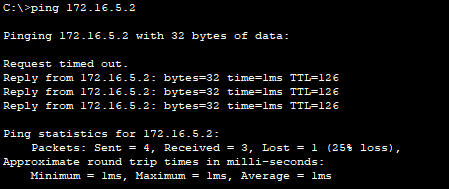 C:\>ping 172.16.5.2
Pinging 172.16.5.2 with 32 bytes of data:
Request timed out.
Reply from 172.16.5.2: bytes=32 time=1ms TTL=126
Reply from 172.16.5.2: bytes=32 time=1ms TTL=126
Reply from 172.16.5.2: bytes=32 time=1ms TTL=126
Ping statistics for 172.16.5.2:
Packets: Sent = 4, Received = 3, Lost = 1 (25% loss),
Approximate round trip times in milli-seconds:
Minimum = 1ms, Maximum = 1ms, Average = 1ms